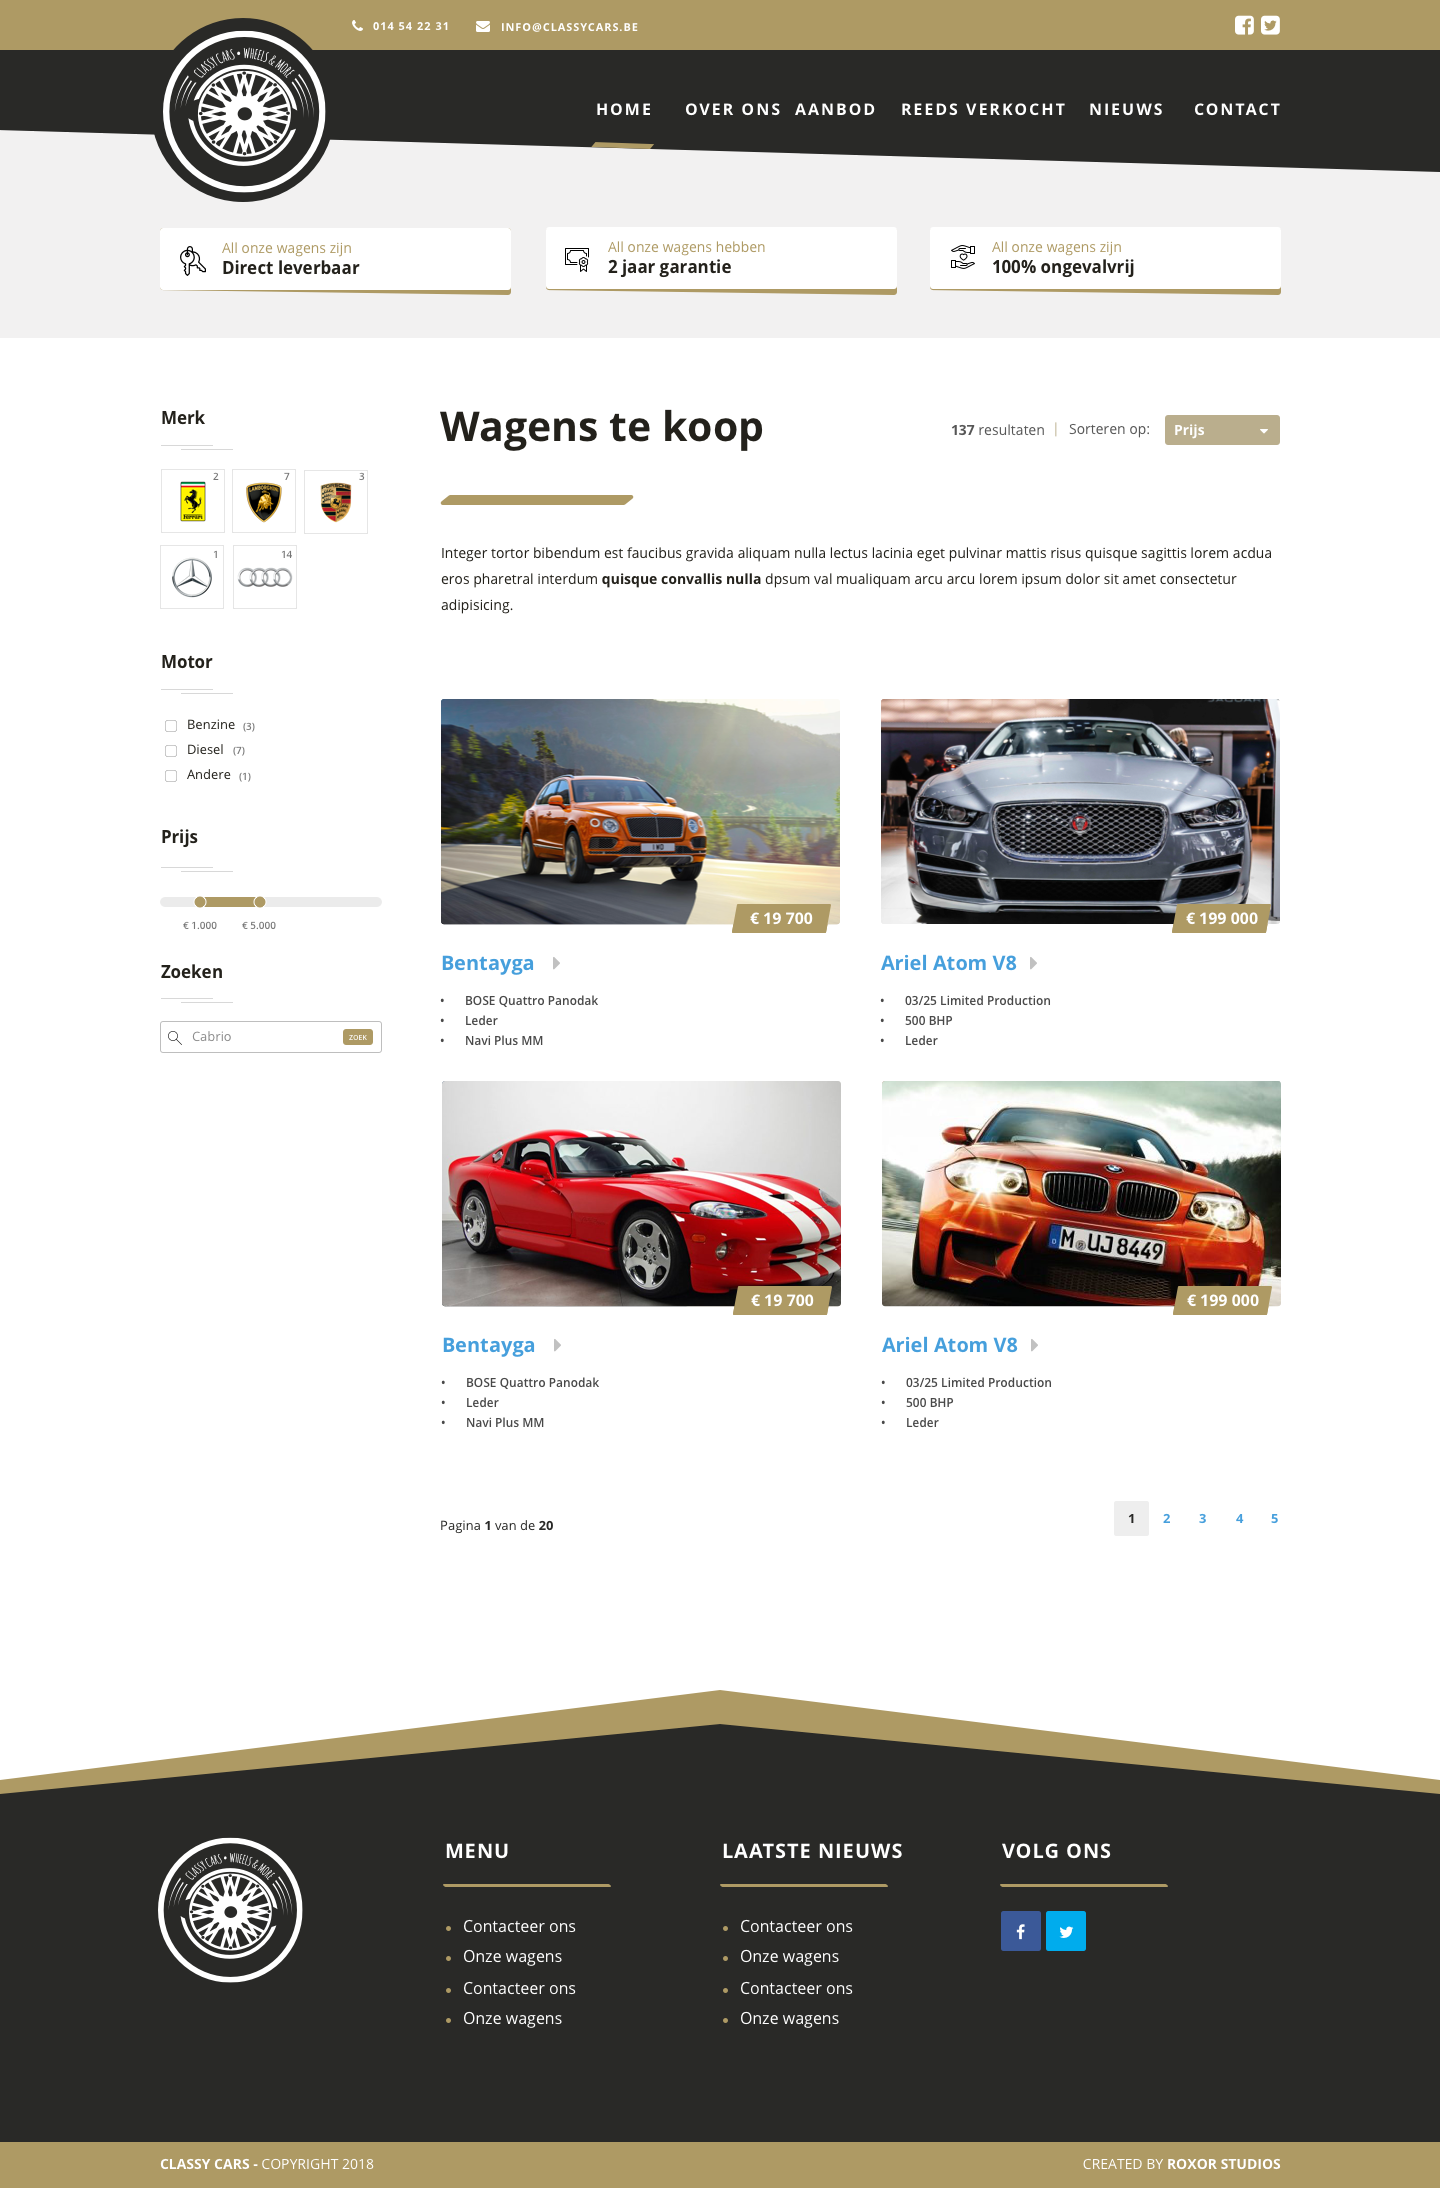 014 54 22 31
INFO@CLASSYCARS.BE
CLASSY CARS • WHEELS & MORE
HOME OVER ONS AANBOD REEDS VERKOCHT NIEUWS CONTACT
All onze wagens zijn
Direct leverbaar
All onze wagens hebben
2 jaar garantie
All onze wagens zijn
100% ongevalvrij
Merk
2
Ferrari
7
LAMBORGHINI
3
PORSCHE
1
14
Motor
Benzine (3)
Diesel (7)
Andere (1)
Prijs
€ 1.000 € 5.000
Zoeken
Cabrio ZOEK
Wagens te koop
137 resultaten | Sorteren op: Prijs
Integer tortor bibendum est faucibus gravida aliquam nulla lectus lacinia eget pulvinar mattis risus quisque sagittis lorem acdua
eros pharetral interdum quisque convallis nulla dpsum val mualiquam arcu arcu lorem ipsum dolor sit amet consectetur
adipisicing.
€ 19 700
Bentayga
• BOSE Quattro Panodak
• Leder
• Navi Plus MM
JAGUAR
€ 199 000
Ariel Atom V8
• 03/25 Limited Production
• 500 BHP
• Leder
€ 19 700
Bentayga
• BOSE Quattro Panodak
• Leder
• Navi Plus MM
M UJ 8449
€ 199 000
Ariel Atom V8
• 03/25 Limited Production
• 500 BHP
• Leder
Pagina 1 van de 20
1 2 3 4 5
CLASSY CARS • WHEELS & MORE
MENU
• Contacteer ons
• Onze wagens
• Contacteer ons
• Onze wagens
LAATSTE NIEUWS
• Contacteer ons
• Onze wagens
• Contacteer ons
• Onze wagens
VOLG ONS
CLASSY CARS - COPYRIGHT 2018
CREATED BY ROXOR STUDIOS